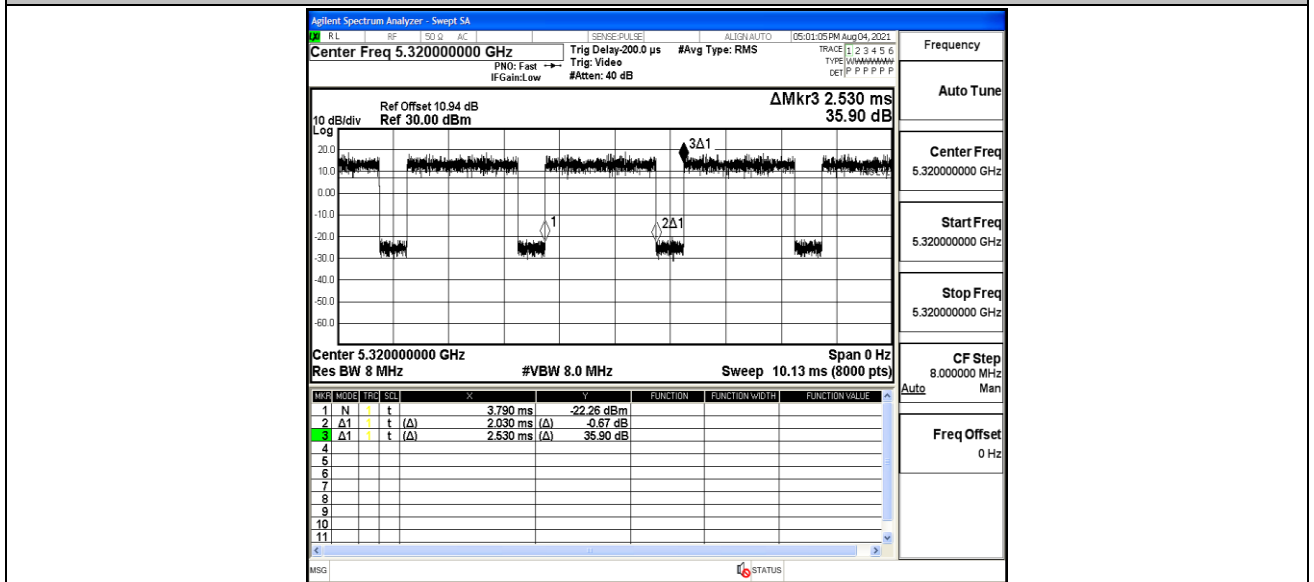 Agilent Spectrum Analyzer - Swept SA
LXI RL RF 50 Ω AC SENSE:PULSE ALIGN AUTO 05:01:05 PM Aug 04, 2021
Center Freq 5.320000000 GHz
PNO: Fast
IFGain:Low
Trig Delay-200.0 µs
Trig: Video
#Atten: 40 dB
#Avg Type: RMS
TRACE 1 2 3 4 5 6
TYPE WWWWWW
DET P P P P P P
Ref Offset 10.94 dB
10 dB/div Ref 30.00 dBm
ΔMkr3 2.530 ms
35.90 dB
Log
20.0
10.0
0.00
-10.0
-20.0
-30.0
-40.0
-50.0
-60.0
3Δ1
1
2Δ1
Center 5.320000000 GHz
Span 0 Hz
Res BW 8 MHz
#VBW 8.0 MHz
Sweep 10.13 ms (8000 pts)
MKR MODE TRC SCL X Y FUNCTION FUNCTION WIDTH FUNCTION VALUE
1 N 1 t 3.790 ms -22.26 dBm
2 Δ1 1 t (Δ) 2.030 ms (Δ) -0.67 dB
3 Δ1 1 t (Δ) 2.530 ms (Δ) 35.90 dB
4
5
6
7
8
9
10
11
MSG
STATUS
Frequency
Auto Tune
Center Freq
5.320000000 GHz
Start Freq
5.320000000 GHz
Stop Freq
5.320000000 GHz
CF Step
8.000000 MHz
Auto Man
Freq Offset
0 Hz